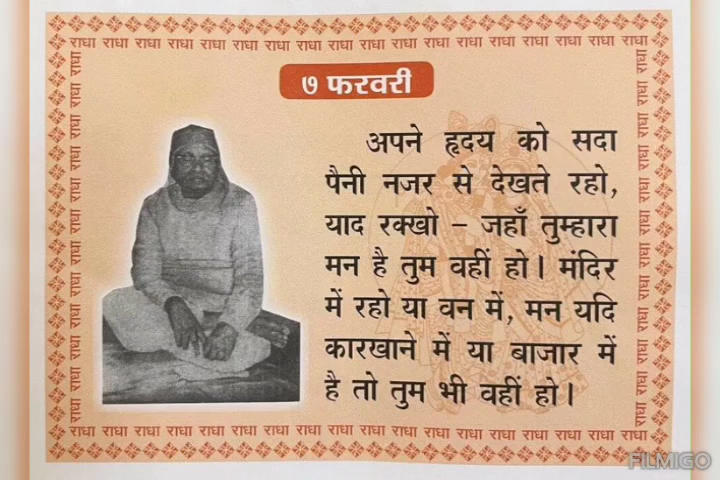 राधा राधा राधा राधा राधा राधा राधा राधा राधा राधा राधा राधा राधा राधा राधा राधा राधा राधा
७ फरवरी
अपने हृदय को सदा
पैनी नजर से देखते रहो,
याद रक्खो – जहाँ तुम्हारा
मन है तुम वहीं हो। मंदिर
में रहो या वन में, मन यदि
कारखाने में या बाजार में
है तो तुम भी वहीं हो।
राधा राधा राधा राधा राधा राधा राधा राधा राधा राधा राधा राधा राधा राधा राधा राधा राधा राधा
FILMIGO